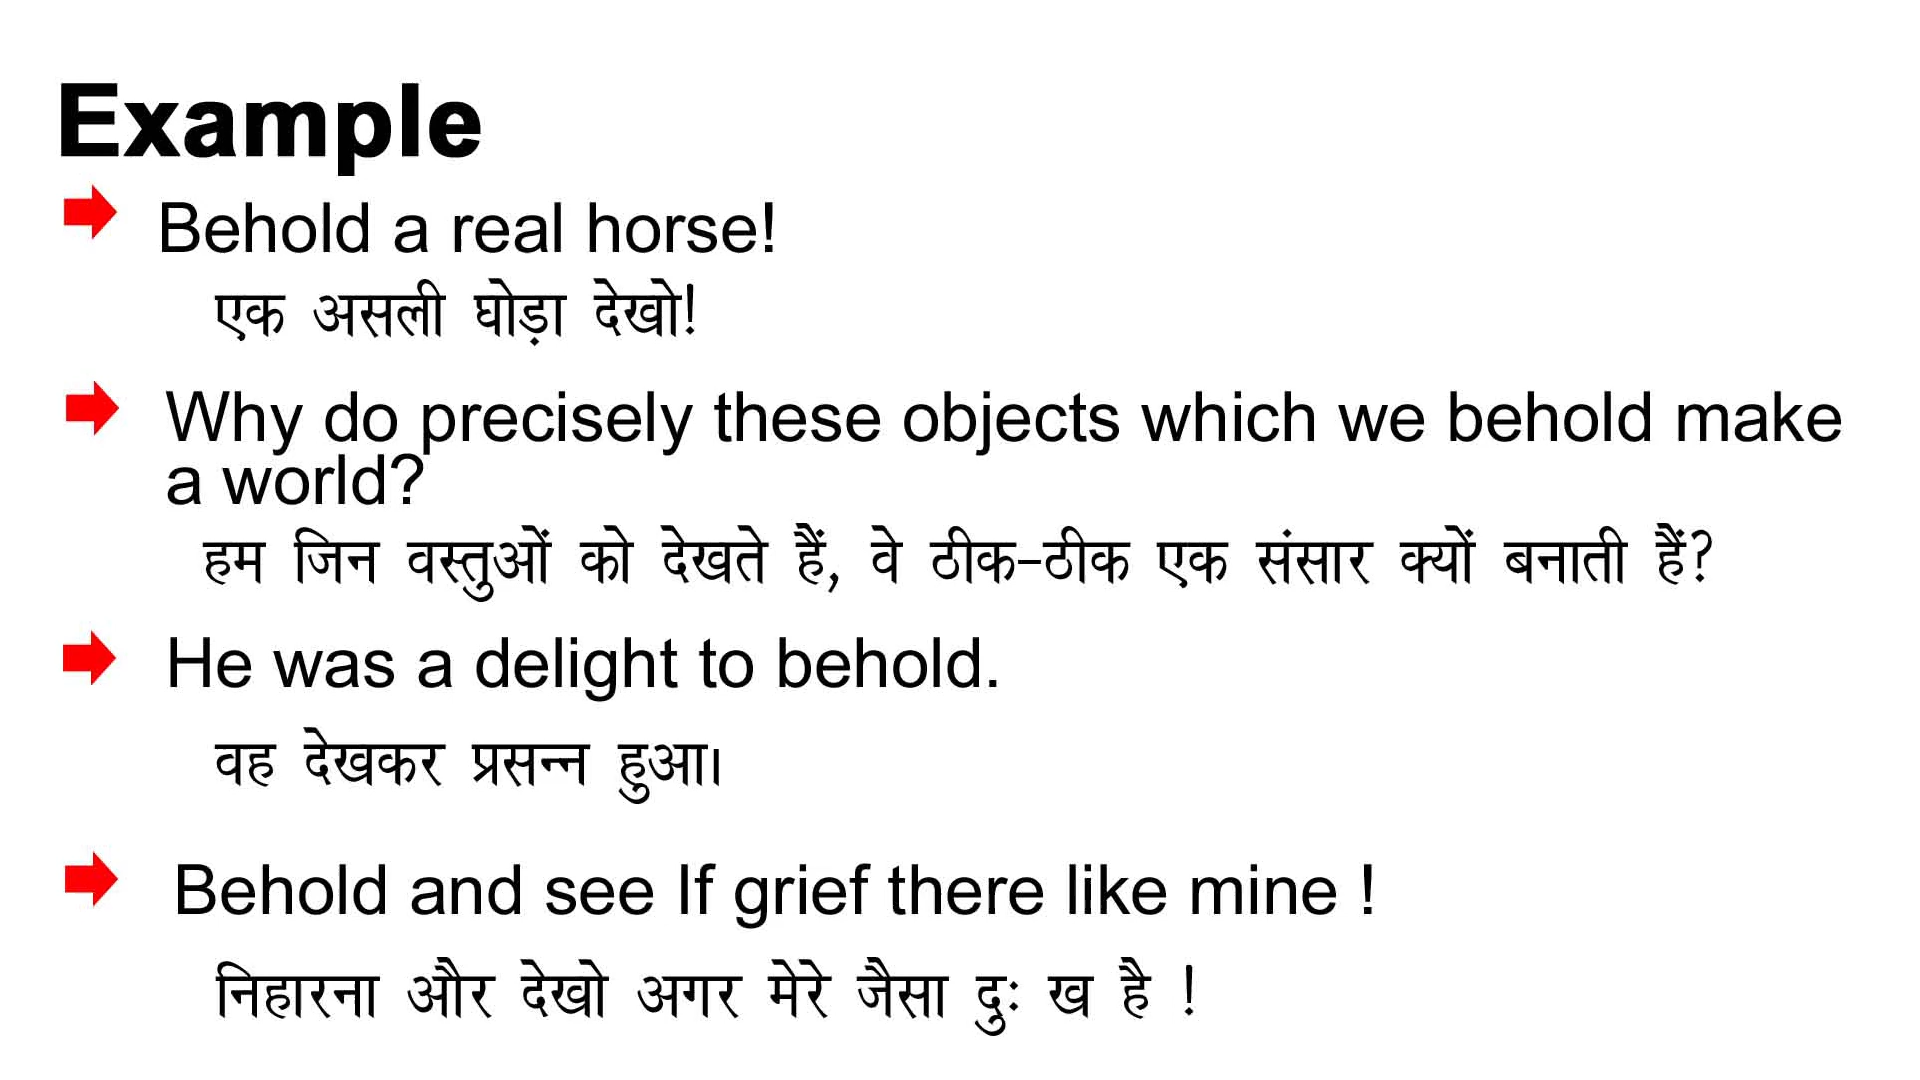 Example
Behold a real horse!
एक असली घोड़ा देखो!
Why do precisely these objects which we behold make
a world?
हम जिन वस्तुओं को देखते हैं, वे ठीक-ठीक एक संसार क्यों बनाती हैं?
He was a delight to behold.
वह देखकर प्रसन्न हुआ।
Behold and see If grief there like mine !
निहारना और देखो अगर मेरे जैसा दुः ख है !